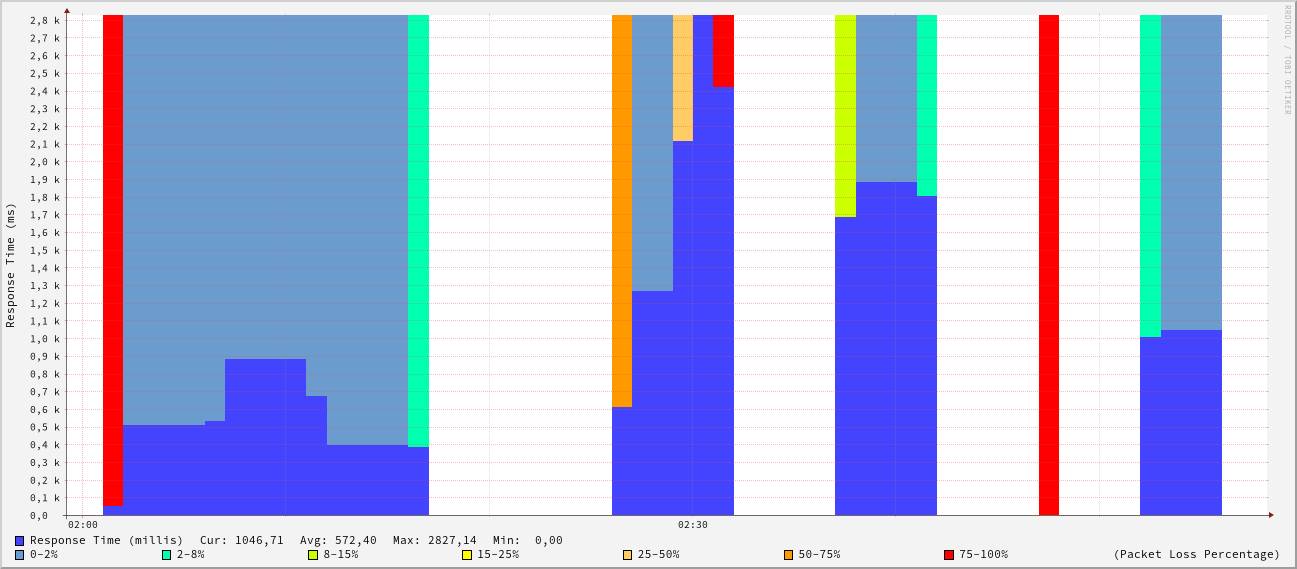 RRDTOOL / TOBI OETIKER
Response Time (ms)
2,8 k
2,7 k
2,6 k
2,5 k
2,4 k
2,3 k
2,2 k
2,1 k
2,0 k
1,9 k
1,8 k
1,7 k
1,6 k
1,5 k
1,4 k
1,3 k
1,2 k
1,1 k
1,0 k
0,9 k
0,8 k
0,7 k
0,6 k
0,5 k
0,4 k
0,3 k
0,2 k
0,1 k
0,0
02:00 02:30
Response Time (millis) Cur: 1046,71 Avg: 572,40 Max: 2827,14 Min: 0,00
0-2% 2-8% 8-15% 15-25% 25-50% 50-75% 75-100% (Packet Loss Percentage)